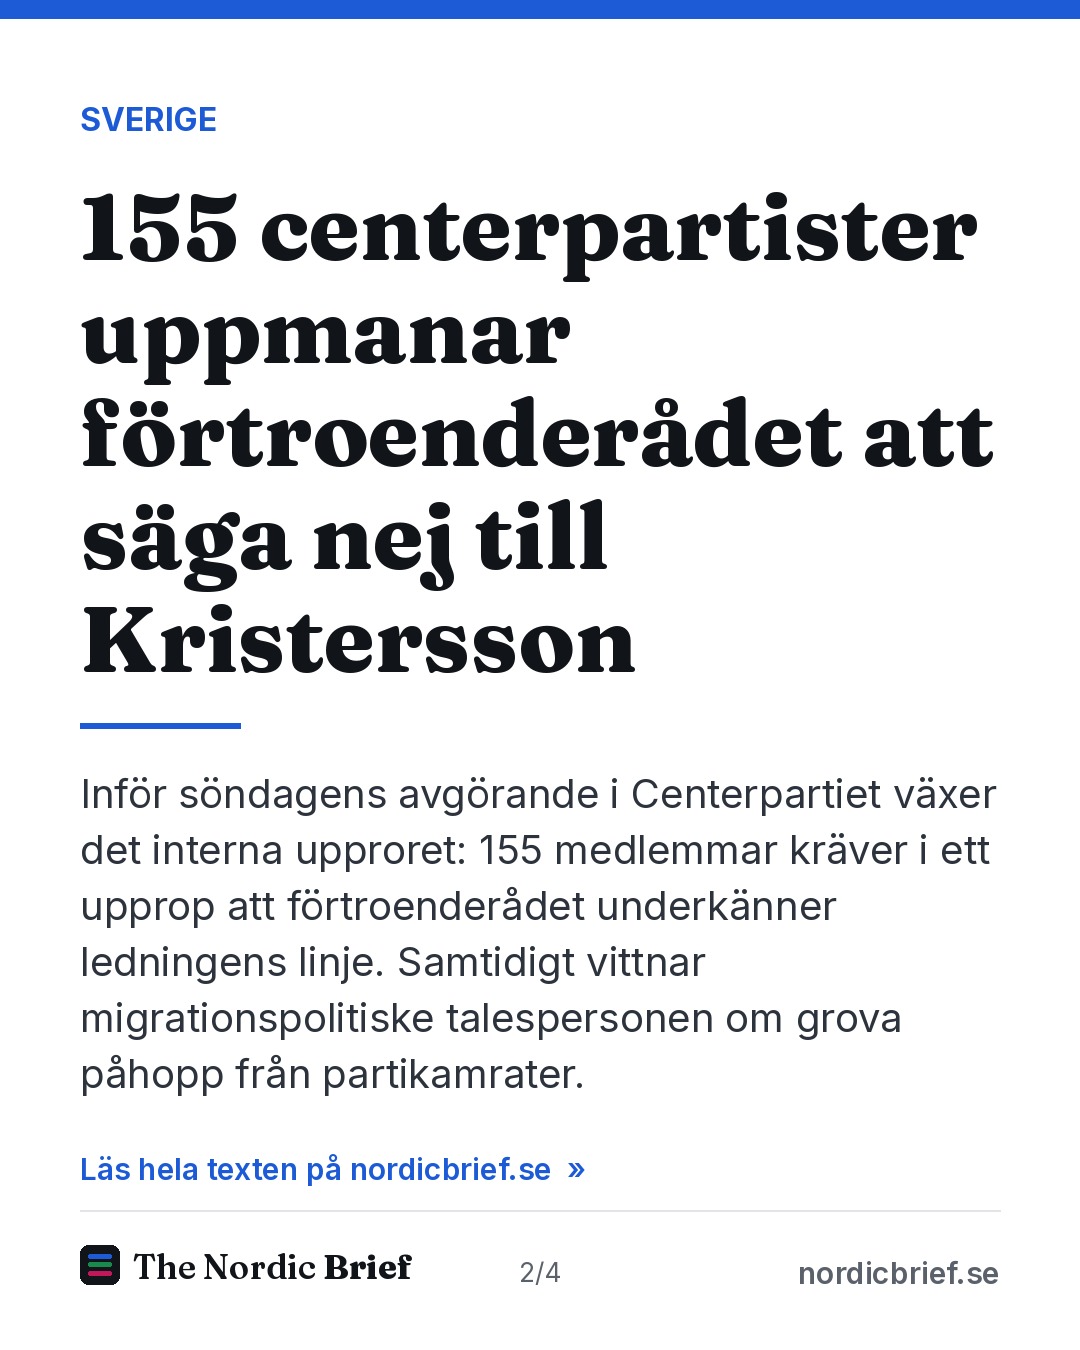 SVERIGE
155 centerpartister
uppmanar
förtroenderådet att
säga nej till
Kristersson
Inför söndagens avgörande i Centerpartiet växer
det interna upproret: 155 medlemmar kräver i ett
upprop att förtroenderådet underkänner
ledningens linje. Samtidigt vittnar
migrationspolitiske talespersonen om grova
påhopp från partikamrater.
Läs hela texten på nordicbrief.se »
The Nordic Brief
2/4
nordicbrief.se